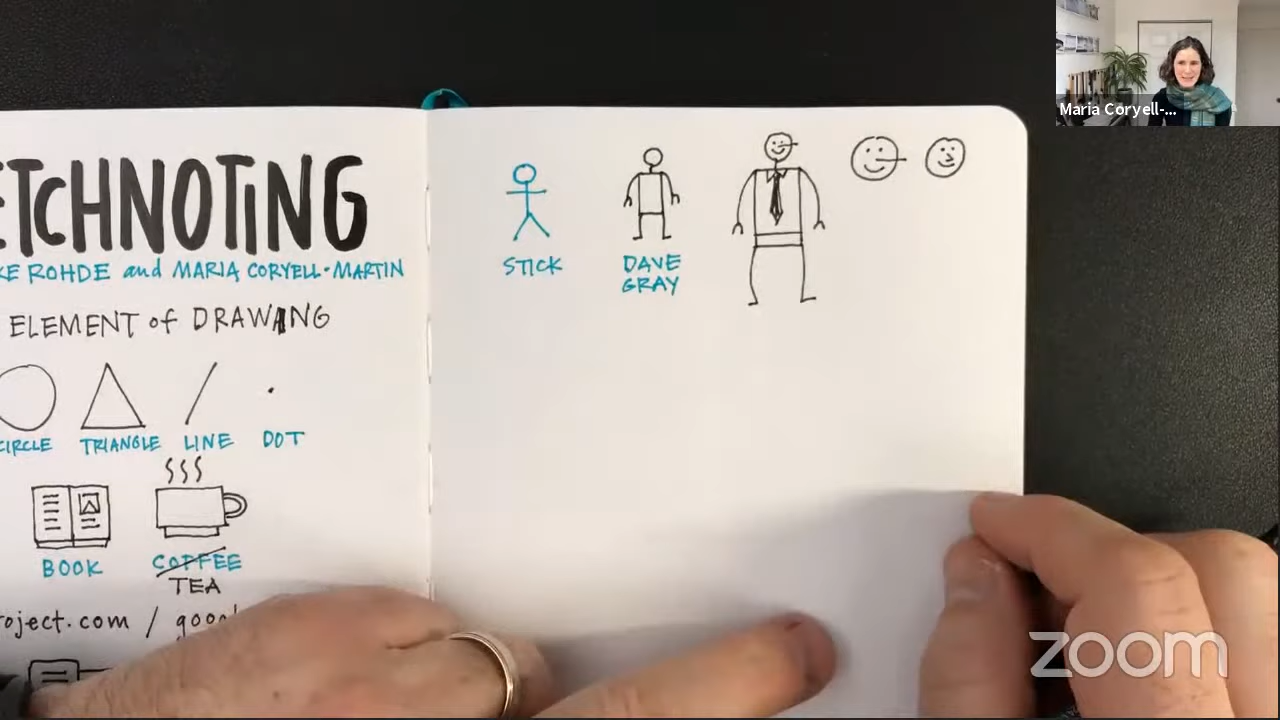 ETCHNOTiNG
KE ROHDE and MARIA CORYELL-MARTIN
ELEMENT of DRAWING
CIRCLE
TRIANGLE
LINE
DOT
BOOK
COFFEE
TEA
roject.com / good
STICK
DAVE
GRAY
Maria Coryell-...
zoom